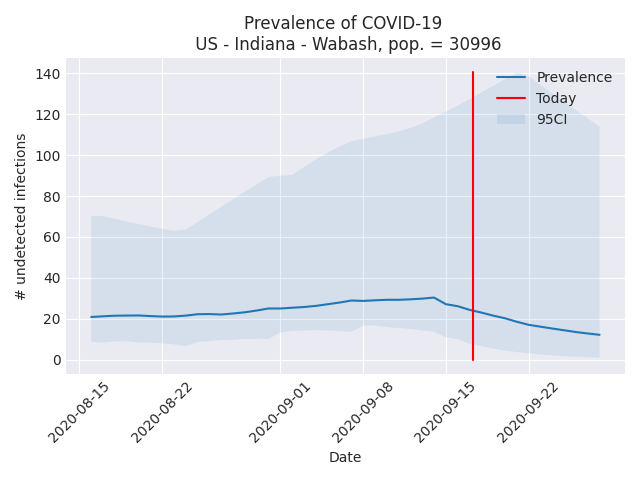 Prevalence of COVID-19
US - Indiana - Wabash, pop. = 30996
# undetected infections
140
120
100
80
60
40
20
0
Prevalence
Today
95CI
2020-08-15
2020-08-22
2020-09-01
2020-09-08
2020-09-15
2020-09-22
Date